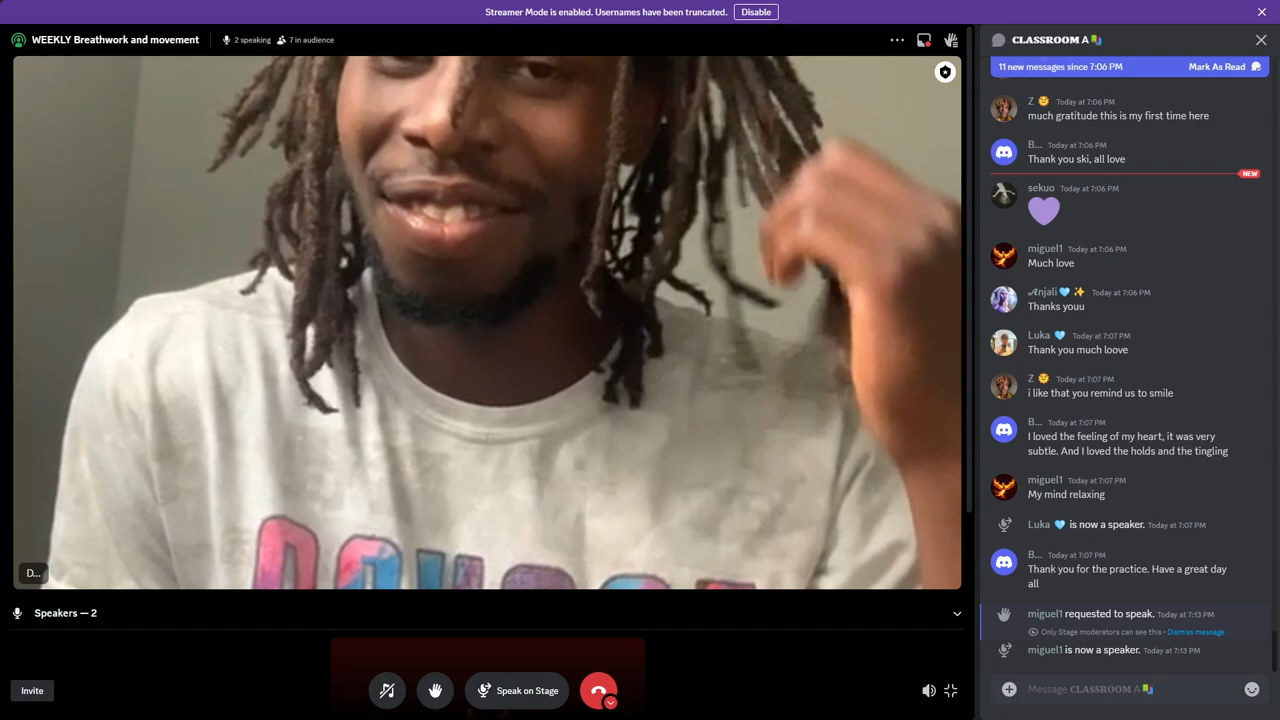 Streamer Mode is enabled. Usernames have been truncated. Disable
WEEKLY Breathwork and movement 2 speaking 7 in audience
D...
Speakers — 2
Invite
Speak on Stage
CLASSROOM A
11 new messages since 7:06 PM Mark As Read
Z Today at 7:06 PM
much gratitude this is my first time here
B... Today at 7:06 PM
Thank you ski, all love
NEW
sekuo Today at 7:06 PM
💜
miguel1 Today at 7:06 PM
Much love
𝓐njali🩵✨ Today at 7:06 PM
Thanks youu
Luka 🩵 Today at 7:07 PM
Thank you much loove
Z Today at 7:07 PM
i like that you remind us to smile
B... Today at 7:07 PM
I loved the feeling of my heart, it was very
subtle. And I loved the holds and the tingling
miguel1 Today at 7:07 PM
My mind relaxing
Luka 🩵 is now a speaker. Today at 7:07 PM
B... Today at 7:07 PM
Thank you for the practice. Have a great day
all
miguel1 requested to speak. Today at 7:13 PM
Only Stage moderators can see this • Dismiss message
miguel1 is now a speaker. Today at 7:13 PM
Message CLASSROOM A